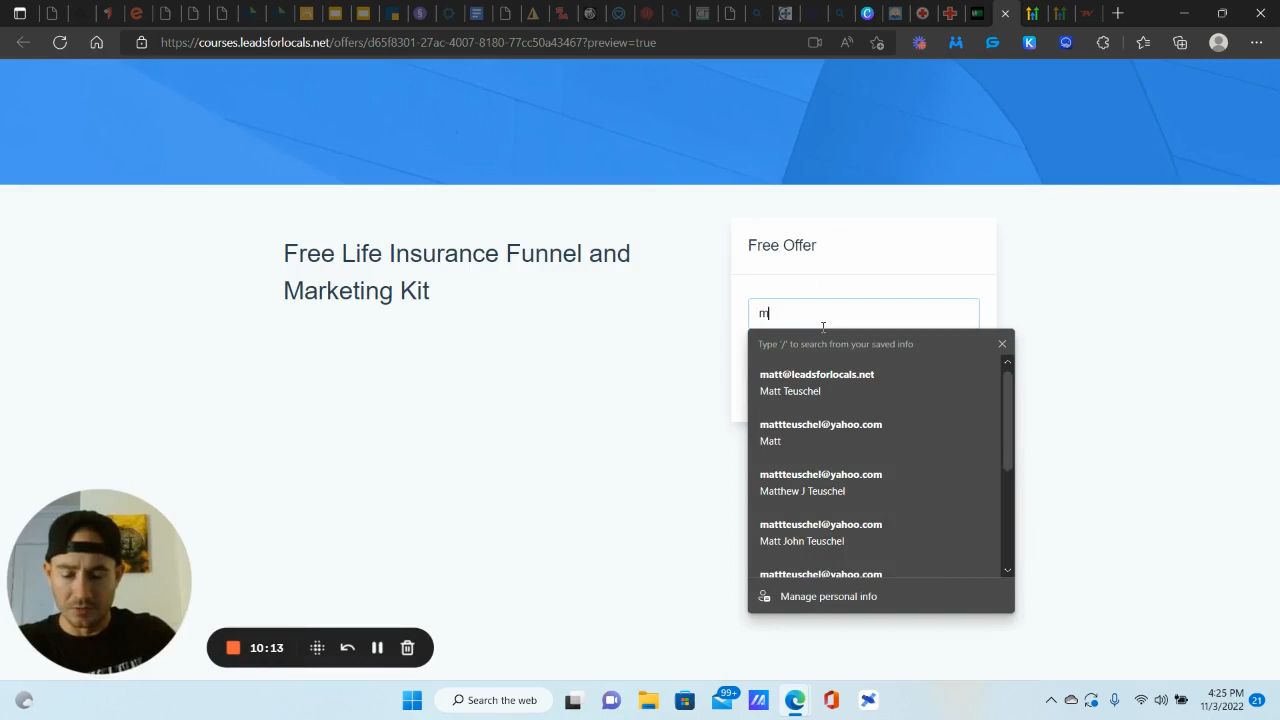 https://courses.leadsforlocals.net/offers/d65f8301-27ac-4007-8180-77cc50a43467?preview=true
Free Life Insurance Funnel and
Marketing Kit
Free Offer
m
Type '/' to search from your saved info
matt@leadsforlocals.net
Matt Teuschel
mattteuschel@yahoo.com
Matt
mattteuschel@yahoo.com
Matthew J Teuschel
mattteuschel@yahoo.com
Matt John Teuschel
mattteuschel@yahoo.com
Manage personal info
10:13
Search the web
99+
4:25 PM
11/3/2022
21